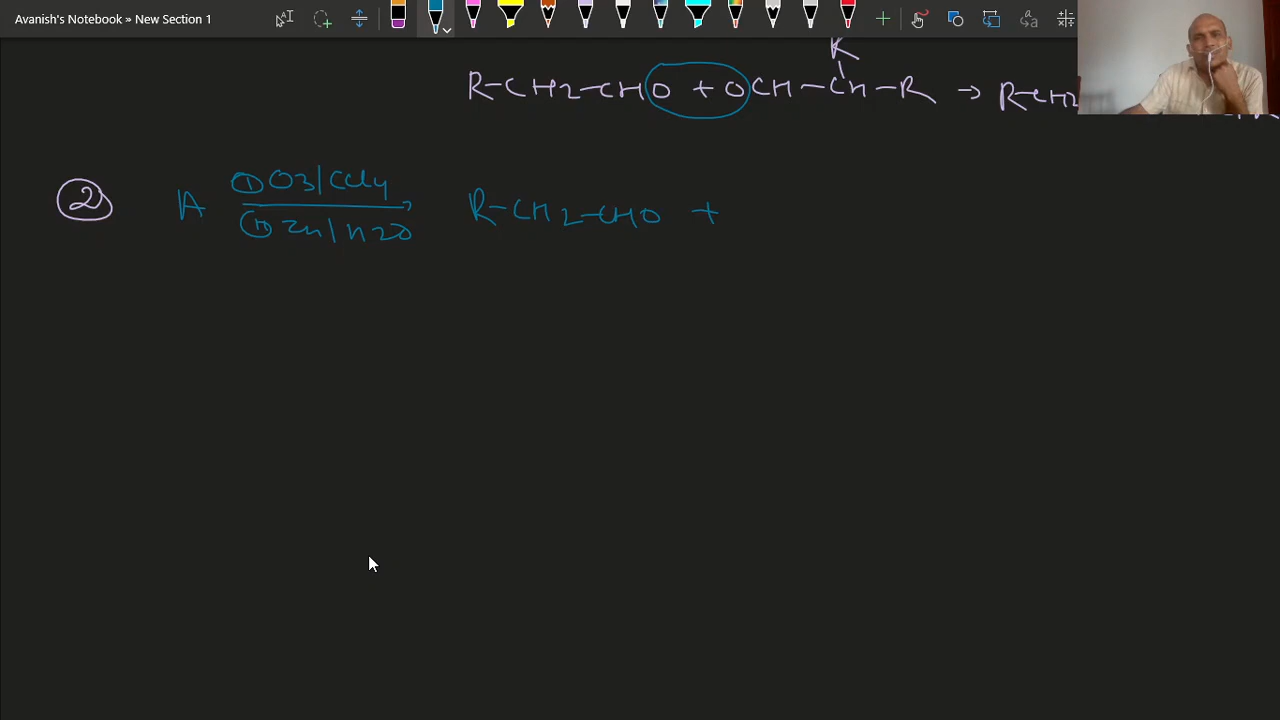 Avanish's Notebook » New Section 1
R
R-CH2-CHO + OCH-CH-R → R-CH2
② A ① O3/CCl4 R-CH2-CHO +
② Zn/H2O